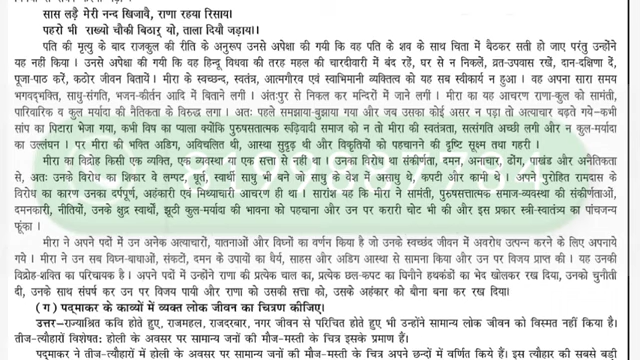 सास लड़ै मेरी नन्द खिजावै, राणा रहया रिसाय।
पहरो भी राख्यो चौकी बिठार् यो, ताला दियौ जड़ाय।।
पति की मृत्यु के बाद राजकुल की रीति के अनुरूप उनसे अपेक्षा की गयी कि वह पति के शव के साथ चिता में बैठकर सती हो जाए परंतु उन्होंने
यह नहीं किया । उनसे अपेक्षा की गयी कि वह हिन्दू विधवा की तरह महल की चारदीवारी में बंद रहें, घर से न निकलें, व्रत-उपवास रखें, दान-दक्षिणा दें,
पूजा-पाठ करें, कठोर जीवन बितायें । मीरा के स्वच्छन्द, स्वतंत्र, आत्मगौरव एवं स्वाभिमानी व्यक्तित्व को यह सब स्वीकार्य न हुआ । वह अपना सारा समय
भगवद्भक्ति, साधु-संगति, भजन-कीर्तन आदि में बिताने लगी । अंतःपुर से निकल कर मन्दिरों में जाने लगी । मीरा का यह आचरण राणा-कुल को सामंती,
पारिवारिक व कुल मर्यादा की नैतिकता के विरुद्ध लगा । अतः पहले समझाया-बुझाया गया और जब उसका कोई असर न पड़ा तो अत्याचार बढ़ते गये–कभी
सांप का पिटारा भेजा गया, कभी विष का प्याला क्योंकि पुरुषसत्तात्मक रूढ़िवादी समाज को न तो मीरा की स्वतंत्रता, सत्संगति अच्छी लगी और न कुल-मर्यादा
का उल्लंघन । पर मीरा की भक्ति अडिग, अविचलित थी, आस्था सुदृढ़ थी और विकृतियों को पहचानने की दृष्टि सूक्ष्म तथा गहरी ।
मीरा का विद्रोह किसी एक व्यक्ति, एक व्यवस्था या एक सत्ता से नही था । उनका विरोध था संकीर्णता, दमन, अनाचार, ढोंग, पाखंड और अनैतिकता
से, अतः उनके विरोध का शिकार वे लम्पट, धूर्त, स्वार्थी साधु भी बने जो साधु के वेश में असाधु थे, कपटी और कामी थे । अपने पुरोहित रामदास के
विरोध का कारण उनका दर्पपूर्ण, अहंकारी एवं मिथ्याचारी आचरण ही था । सारांश यह कि मीरा ने सामंती, पुरुषसत्तात्मक समाज-व्यवस्था की संकीर्णताओं,
दमनकारी, नीतियों, उनके क्षुद्र स्वार्थों, झूठी कुल-मर्यादा की भावना को पहचाना और उन पर करारी चोट भी की और इस प्रकार स्त्री-स्वातंत्र्य का पांचजन्य
फूंका ।
मीरा ने अपने पदों में उन अनेक अत्याचारों, यातनाओं और विघ्नों का वर्णन किया है जो उनके स्वच्छंद जीवन में अवरोध उत्पन्न करने के लिए अपनाये
गये । मीरा ने उन सब विघ्न-बाधाओं, संकटों, दमन के उपायों का धैर्य, साहस और अडिग आस्था से सामना किया और उन पर विजय प्राप्त की । यह उनकी
विद्रोह-शक्ति का परिचायक है । अपने पदों में उन्होंने राणा की प्रत्येक चाल का, प्रत्येक छल-कपट का घिनौने हथकंडों का भेद खोलकर रख दिया, उनको चुनौती
दी, उनके साथ संघर्ष कर उन पर विजय पायी और राणा को उसकी सत्ता को, उसके अहंकार को बौना बना कर रख दिया।
(ग) पद्माकर के काव्यों में व्यक्त लोक जीवन का चित्रण कीजिए।
उत्तर–राज्याश्रित कवि होते हुए, राजमहल, राजदरबार, नगर जीवन से परिचित होते हुए भी उन्होंने सामान्य लोक जीवन को विस्मत नहीं किया है।
तीज-त्यौहारों विशेषत: होली के अवसर पर सामान्य जनों की मौज-मस्ती के चित्र इसके प्रमाण हैं।
पद्माकर ने तीज-त्यौहारों में होली के अवसर पर सामान्य जनों की मौज-मस्ती के चित्र अपने छन्दों में वर्णित किये हैं। इस त्यौहार की सबसे बड़ी